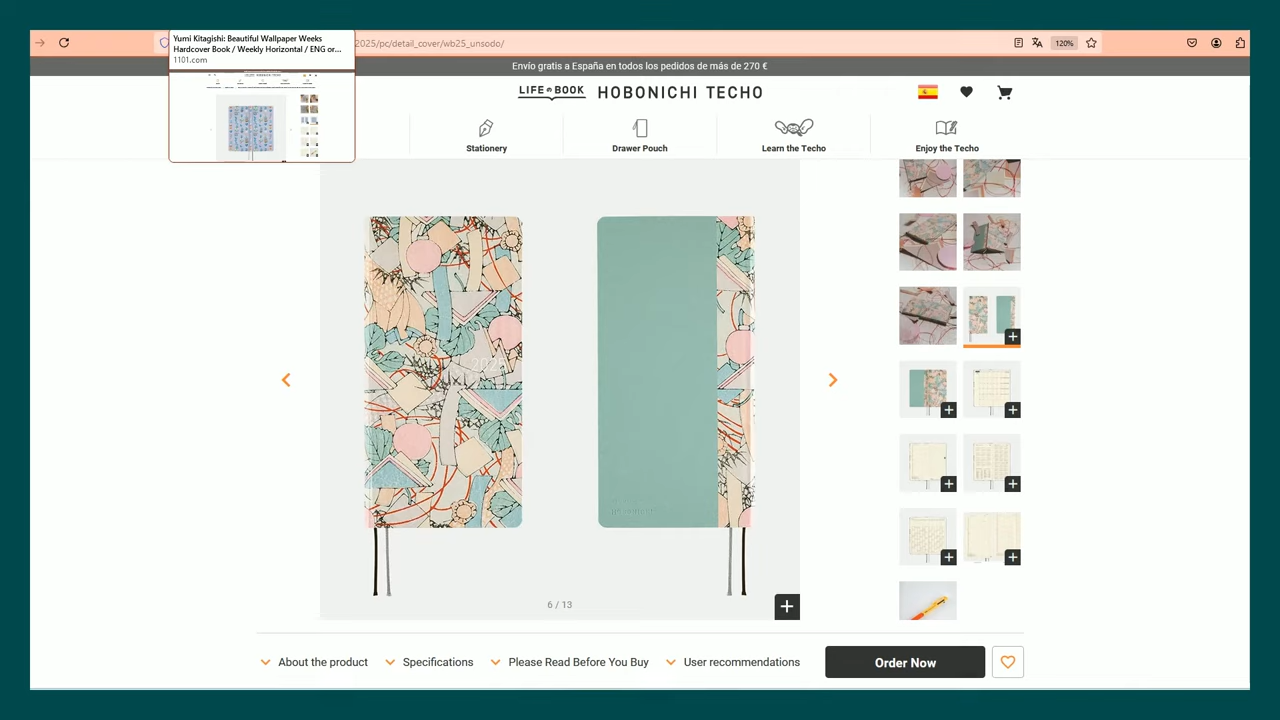 Yumi Kitagishi: Beautiful Wallpaper Weeks
Hardcover Book / Weekly Horizontal / ENG or...
1101.com
2025/pc/detail_cover/wb25_unsodo/
120%
Envío gratis a España en todos los pedidos de más de 270 €
LIFE BOOK HOBONICHI TECHO
Stationery
Drawer Pouch
Learn the Techo
Enjoy the Techo
2025
6 / 13
About the product
Specifications
Please Read Before You Buy
User recommendations
Order Now